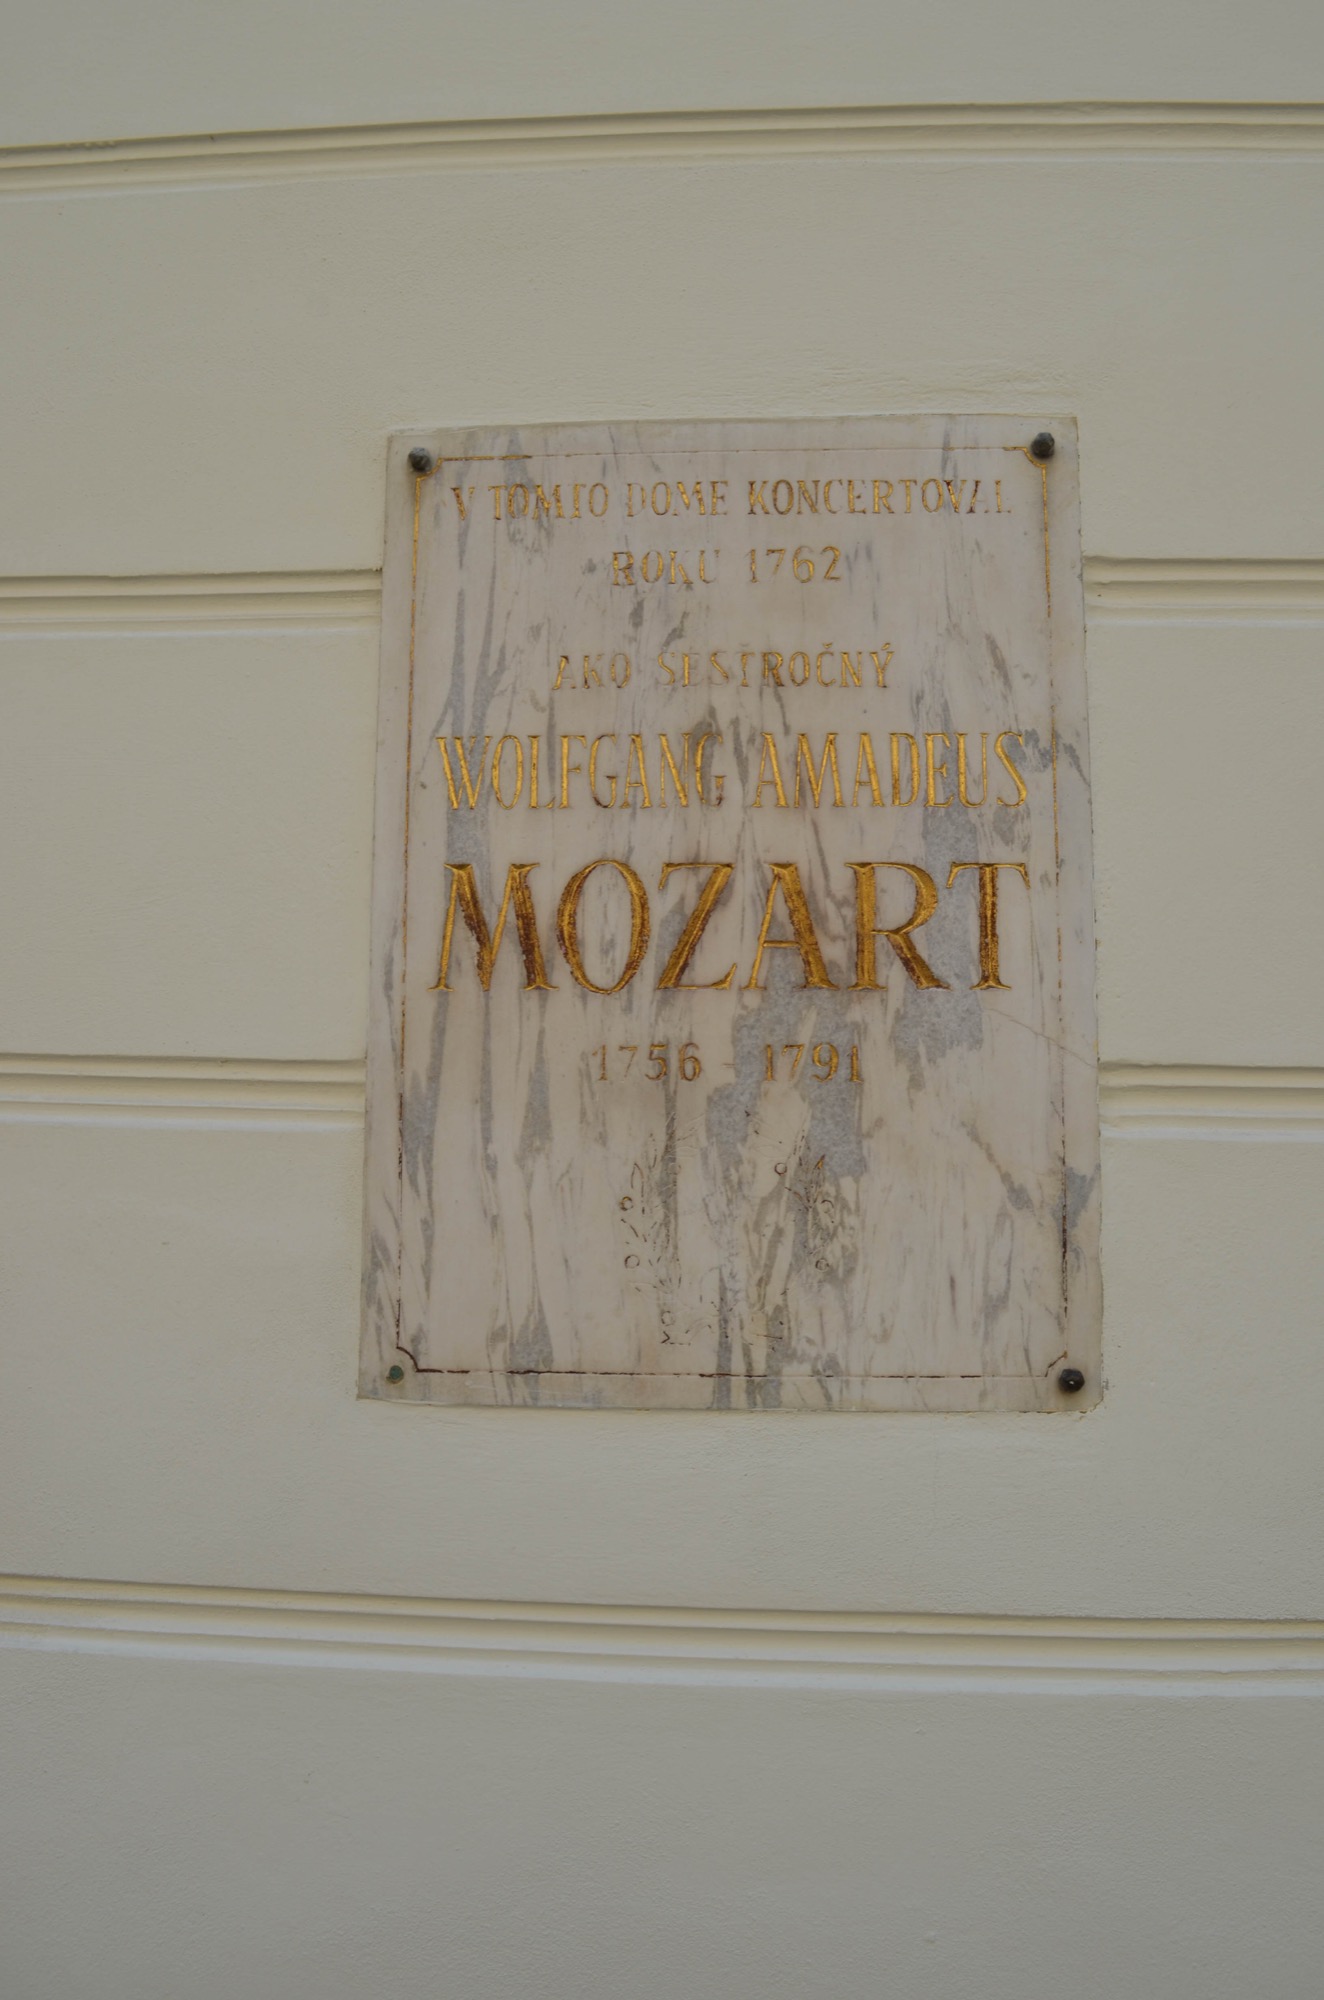 V TOMTO DOME KONCERTOVAL
ROKU 1762
AKO ŠESTROČNÝ
WOLFGANG AMADEUS
MOZART
1756 - 1791